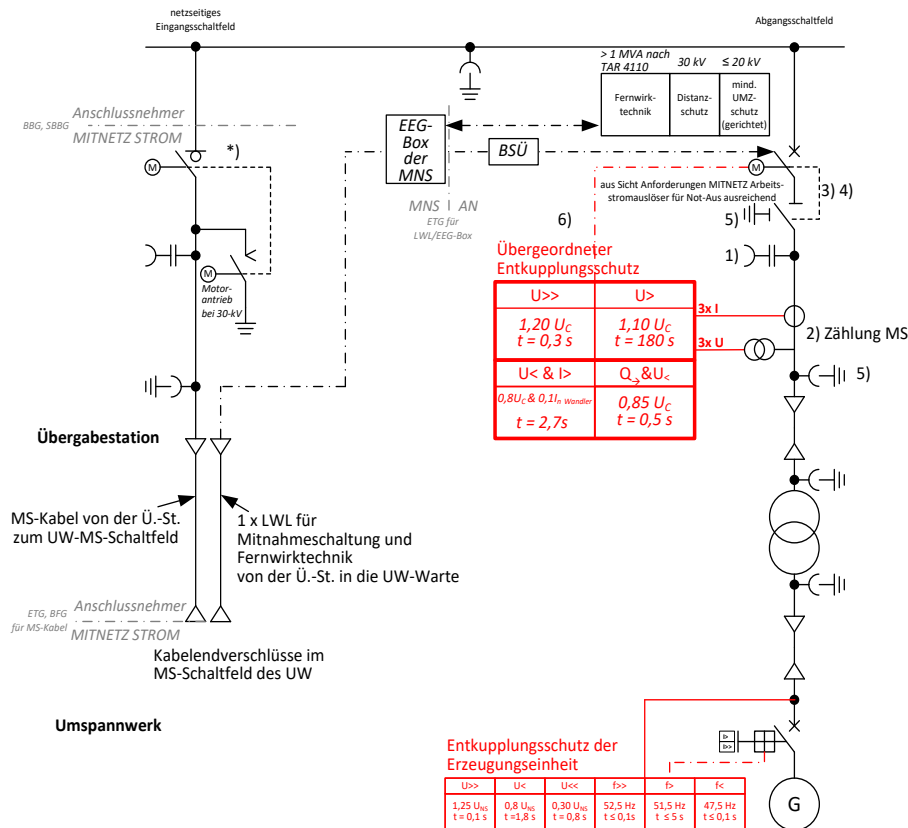 netzseitiges
Eingangsschaltfeld
Abgangsschaltfeld
> 1 MVA nach
TAR 4110
30 kV
≤ 20 kV
Fernwirk-
technik
Distanz-
schutz
mind.
UMZ-
schutz
(gerichtet)
Anschlussnehmer
BBG, SBBG
MITNETZ STROM
EEG-
Box
der
MNS
BSÜ
*)
M
M
aus Sicht Anforderungen MITNETZ Arbeits-
stromauslöser für Not-Aus ausreichend
3) 4)
MNS
AN
ETG für
LWL/EEG-Box
6)
5)
1)
M
Motor-
antrieb
bei 30-kV
Übergeordneter
Entkupplungsschutz
U>>
U>
1,20 UC
t = 0,3 s
1,10 UC
t = 180 s
U< & I>
Q→&U<
0,8UC & 0,1In Wandler
t = 2,7s
0,85 UC
t = 0,5 s
3x I
3x U
2) Zählung MS
5)
Übergabestation
MS-Kabel von der Ü.-St.
zum UW-MS-Schaltfeld
1 x LWL für
Mitnahmeschaltung und
Fernwirktechnik
von der Ü.-St. in die UW-Warte
ETG, BFG
für MS-Kabel
Anschlussnehmer
MITNETZ STROM
Kabelendverschlüsse im
MS-Schaltfeld des UW
Umspannwerk
Entkupplungsschutz der
Erzeugungseinheit
I>
I>>
U>>
U<
U<<
f>>
f>
f<
1,25 UNS
t = 0,1 s
0,8 UNS
t =1,8 s
0,30 UNS
t = 0,8 s
52,5 Hz
t ≤ 0,1s
51,5 Hz
t ≤ 5 s
47,5 Hz
t ≤ 0,1 s
G